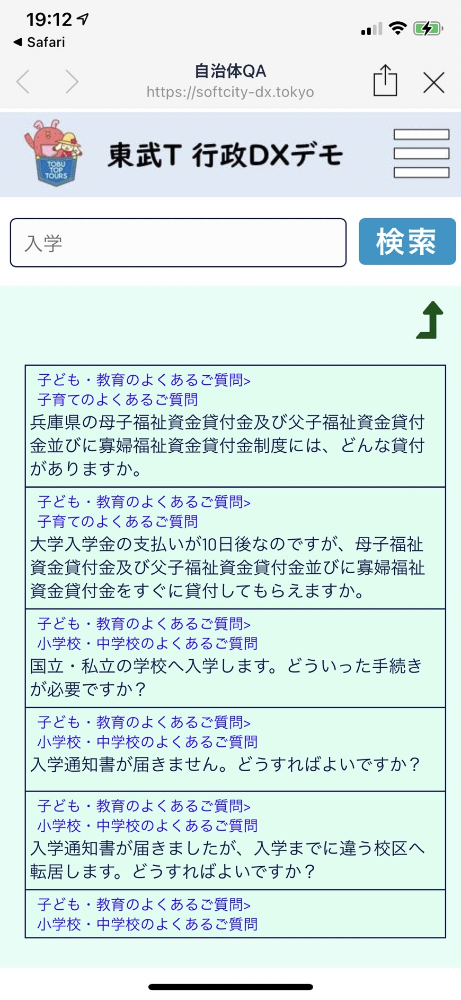 19:12
◀ Safari
自治体QA
https://softcity-dx.tokyo
TOBU
TOP
TOURS
東武T 行政DXデモ
入学
検索
子ども・教育のよくあるご質問>
子育てのよくあるご質問
兵庫県の母子福祉資金貸付金及び父子福祉資金貸付
金並びに寡婦福祉資金貸付金制度には、どんな貸付
がありますか。
子ども・教育のよくあるご質問>
子育てのよくあるご質問
大学入学金の支払いが10日後なのですが、母子福祉
資金貸付金及び父子福祉資金貸付金並びに寡婦福祉
資金貸付金をすぐに貸付してもらえますか。
子ども・教育のよくあるご質問>
小学校・中学校のよくあるご質問
国立・私立の学校へ入学します。どういった手続き
が必要ですか？
子ども・教育のよくあるご質問>
小学校・中学校のよくあるご質問
入学通知書が届きません。どうすればよいですか？
子ども・教育のよくあるご質問>
小学校・中学校のよくあるご質問
入学通知書が届きましたが、入学までに違う校区へ
転居します。どうすればよいですか？
子ども・教育のよくあるご質問>
小学校・中学校のよくあるご質問